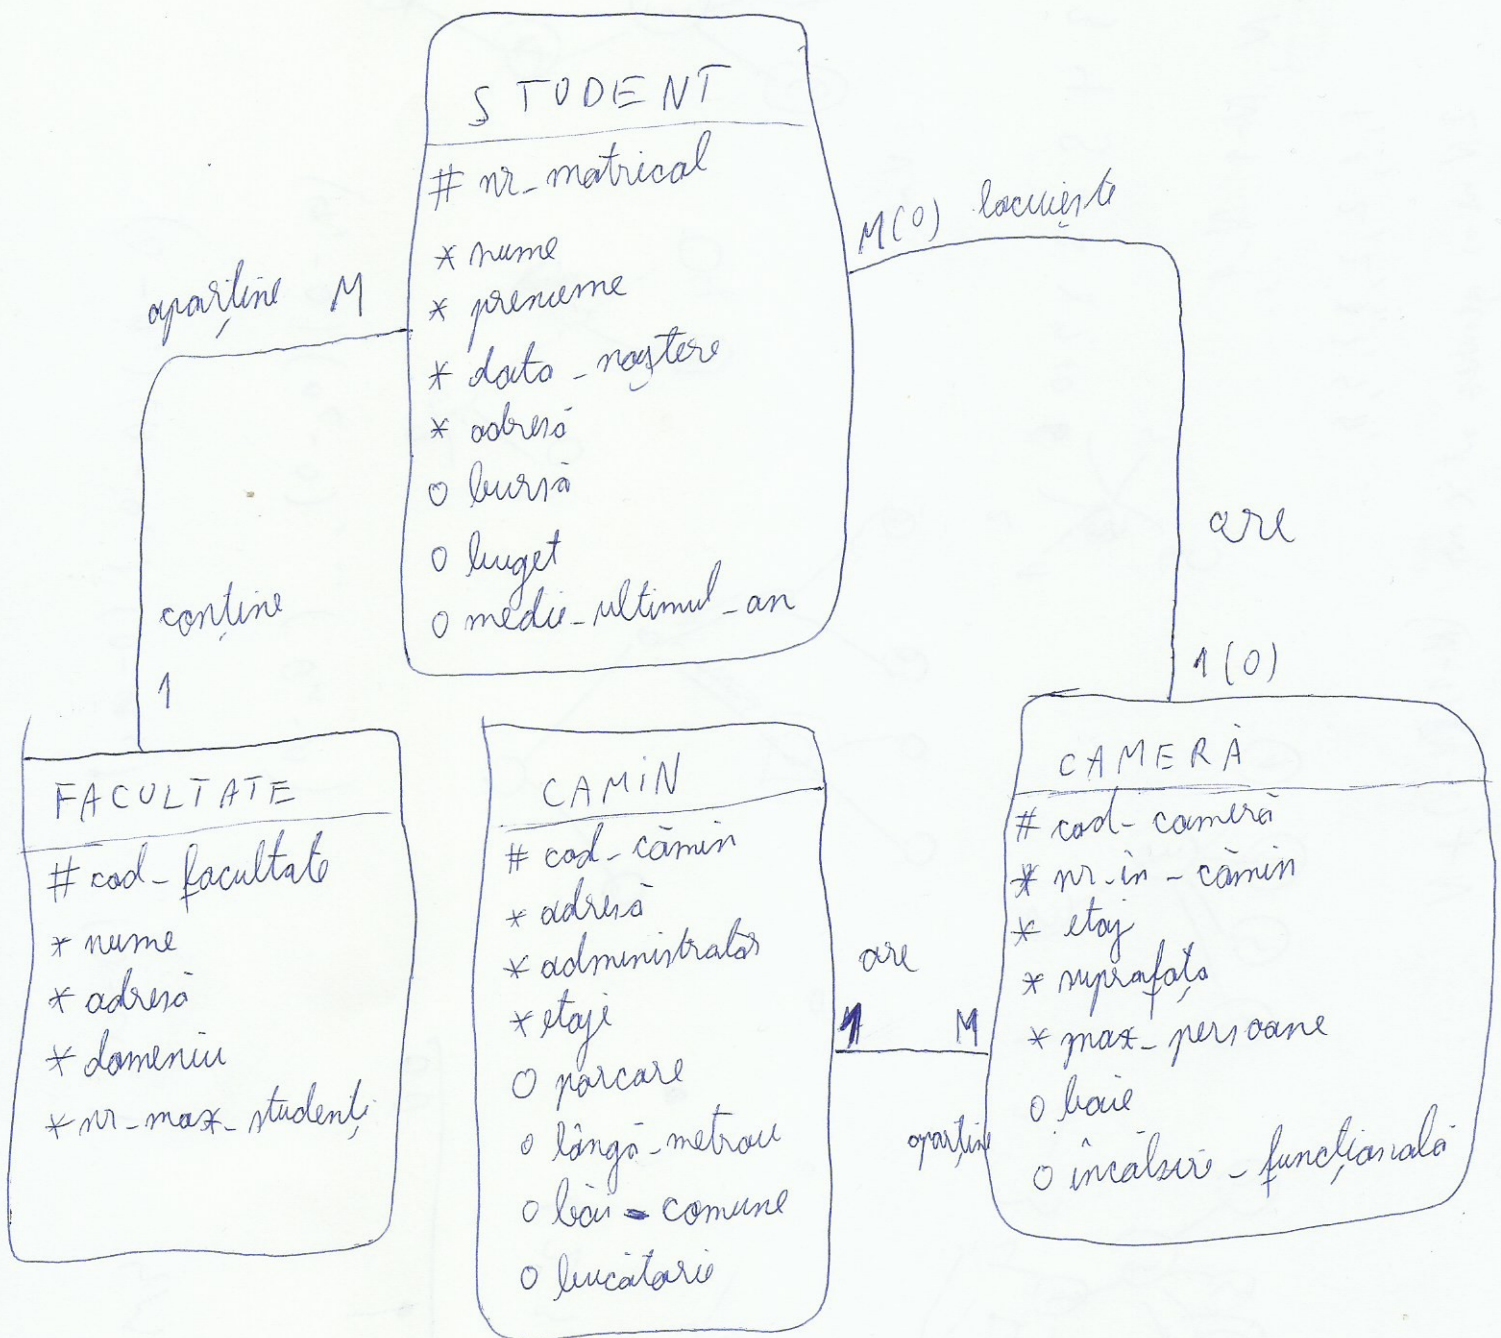 STUDENT
# nr_matricol
* nume
* prenume
* data_naștere
* adresă
o bursă
o buget
o medie_ultimul_an
aparține M
conține
1
M(0) locuiește
are
1(0)
FACULTATE
# cod_facultate
* nume
* adresă
* domeniu
* nr_max_studenți
CAMIN
# cod_cămin
* adresă
* administrator
* etaje
o parcare
o lângă_metrou
o băi_comune
o bucătărie
are
1 M
aparține
CAMERĂ
# cod_cameră
* nr_în_cămin
* etaj
* suprafață
* max_persoane
o baie
o încălzire_funcțională